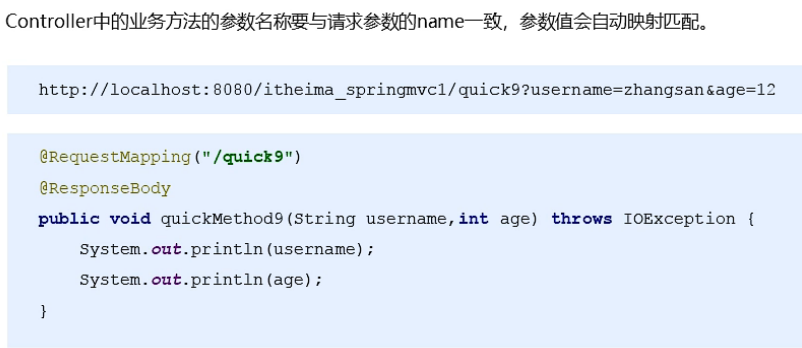 Controller中的业务方法的参数名称要与请求参数的name一致，参数值会自动映射匹配。
http://localhost:8080/itheima_springmvc1/quick9?username=zhangsan&age=12
@RequestMapping("/quick9")
@ResponseBody
public void quickMethod9(String username,int age) throws IOException {
    System.out.println(username);
    System.out.println(age);
}